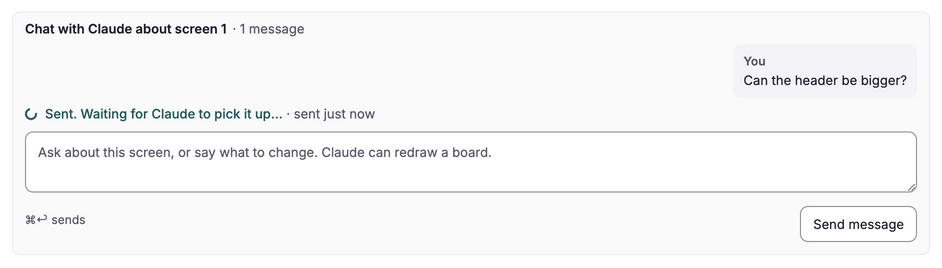 Chat with Claude about screen 1 · 1 message
You
Can the header be bigger?
Sent. Waiting for Claude to pick it up... · sent just now
Ask about this screen, or say what to change. Claude can redraw a board.
⌘↩ sends
Send message